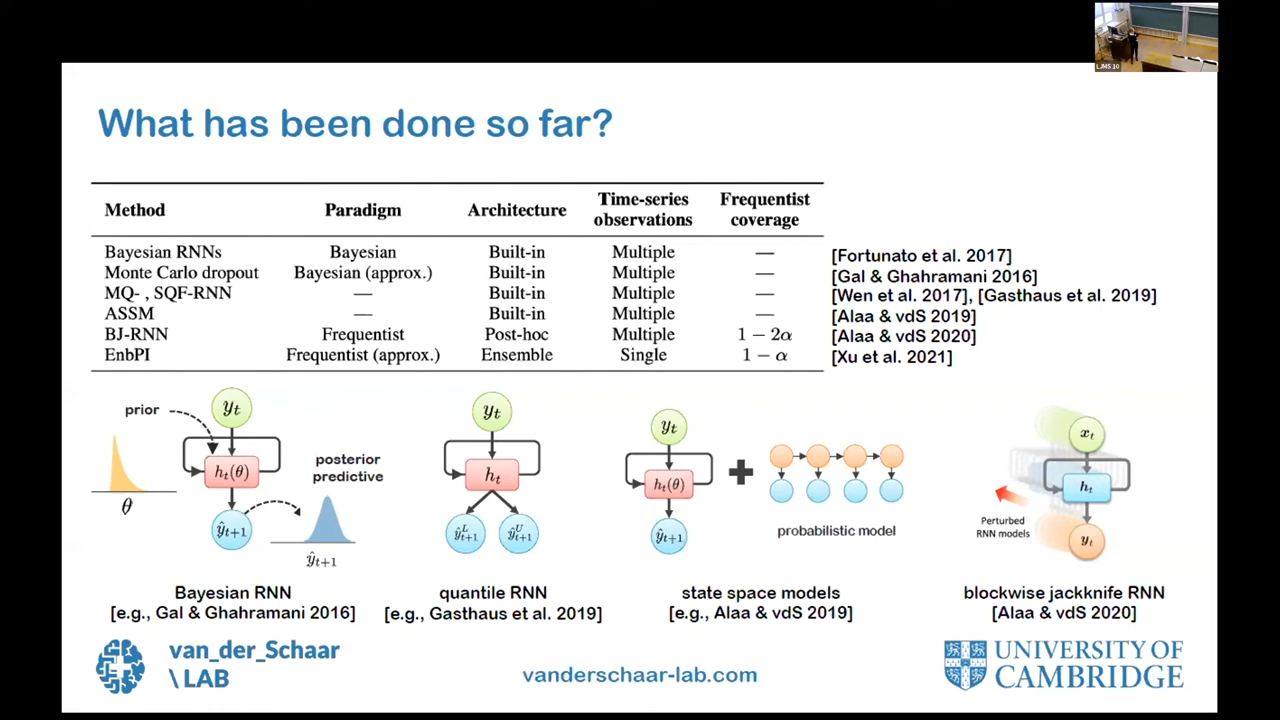 LJMS 10
What has been done so far?
Method Paradigm Architecture Time-series observations Frequentist coverage
Bayesian RNNs Bayesian Built-in Multiple — [Fortunato et al. 2017]
Monte Carlo dropout Bayesian (approx.) Built-in Multiple — [Gal & Ghahramani 2016]
MQ- , SQF-RNN — Built-in Multiple — [Wen et al. 2017], [Gasthaus et al. 2019]
ASSM — Built-in Multiple — [Alaa & vdS 2019]
BJ-RNN Frequentist Post-hoc Multiple 1 − 2α [Alaa & vdS 2020]
EnbPI Frequentist (approx.) Ensemble Single 1 − α [Xu et al. 2021]
prior
y_t
h_t(θ)
θ
posterior
predictive
ŷ_{t+1}
ŷ_{t+1}
Bayesian RNN
[e.g., Gal & Ghahramani 2016]
y_t
h_t
ŷ^L_{t+1} ŷ^U_{t+1}
quantile RNN
[e.g., Gasthaus et al. 2019]
y_t
h_t(θ)
ŷ_{t+1}
probabilistic model
state space models
[e.g., Alaa & vdS 2019]
x_t
h_t
Perturbed
RNN models
y_t
blockwise jackknife RNN
[Alaa & vdS 2020]
van_der_Schaar
\ LAB
vanderschaar-lab.com
UNIVERSITY OF
CAMBRIDGE